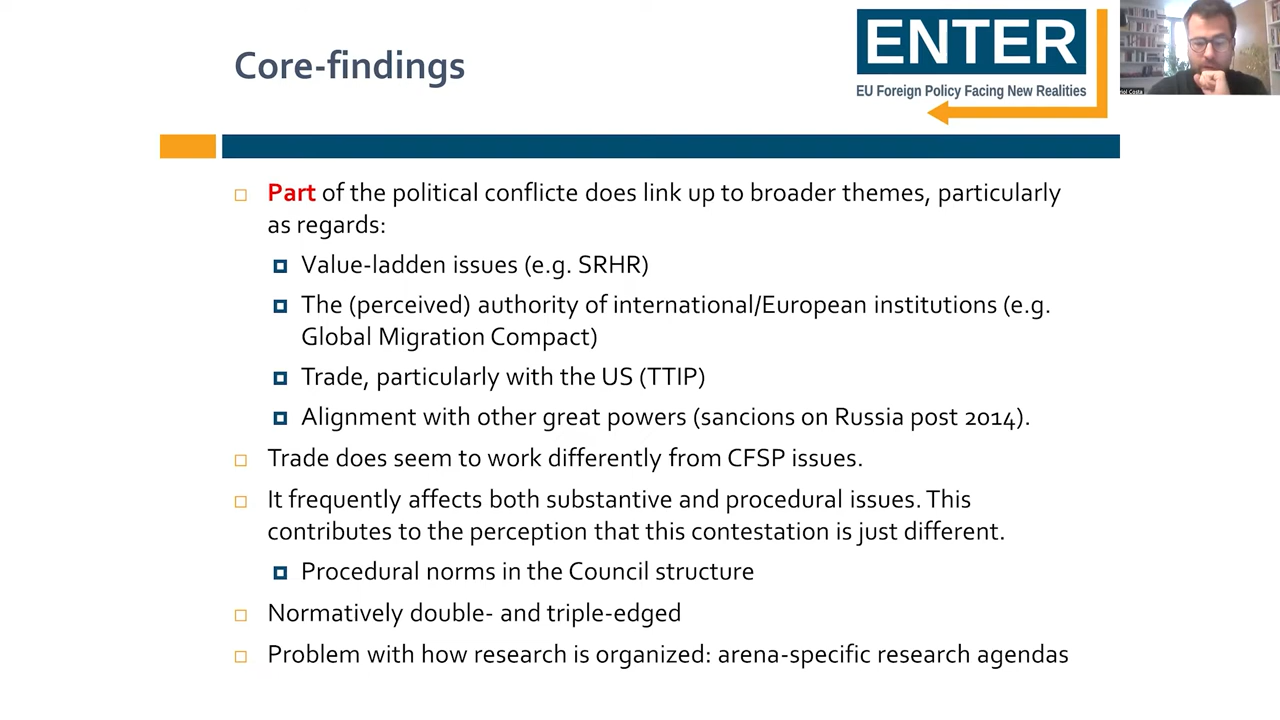 Core-findings
ENTER
EU Foreign Policy Facing New Realities
Part of the political conflicte does link up to broader themes, particularly
as regards:
Value-ladden issues (e.g. SRHR)
The (perceived) authority of international/European institutions (e.g.
Global Migration Compact)
Trade, particularly with the US (TTIP)
Alignment with other great powers (sancions on Russia post 2014).
Trade does seem to work differently from CFSP issues.
It frequently affects both substantive and procedural issues. This
contributes to the perception that this contestation is just different.
Procedural norms in the Council structure
Normatively double- and triple-edged
Problem with how research is organized: arena-specific research agendas